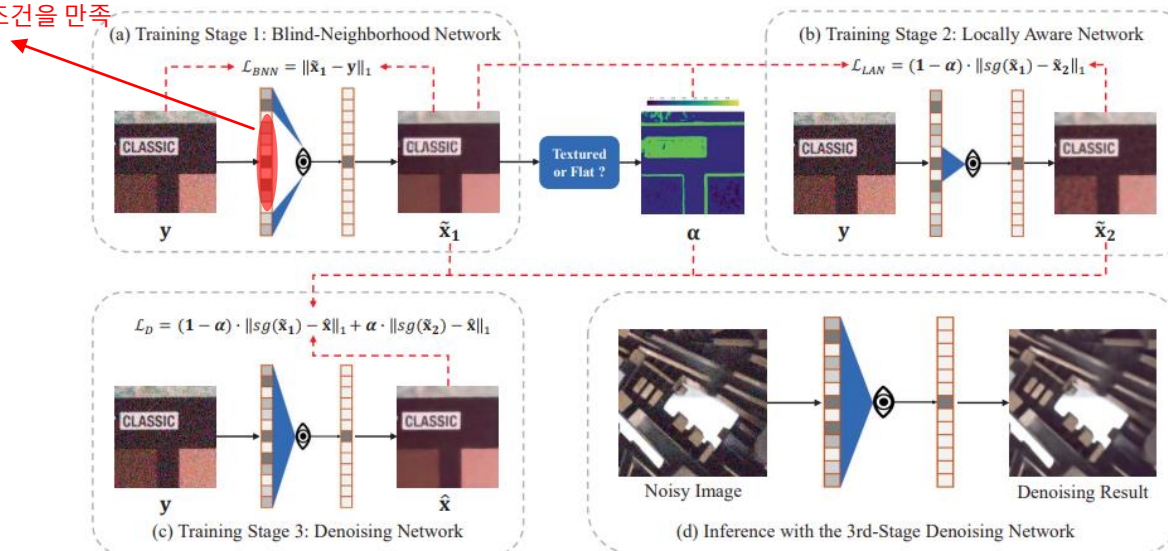 조건을 만족
(a) Training Stage 1: Blind-Neighborhood Network
ℒ_BNN = ‖x̃₁ − y‖₁
CLASSIC
CLASSIC
y
x̃₁
Textured
or Flat ?
α
(b) Training Stage 2: Locally Aware Network
ℒ_LAN = (1 − α) · ‖sg(x̃₁) − x̃₂‖₁
CLASSIC
CLASSIC
y
x̃₂
ℒ_D = (1 − α) · ‖sg(x̃₁) − x̂‖₁ + α · ‖sg(x̃₂) − x̂‖₁
CLASSIC
CLASSIC
y
x̂
(c) Training Stage 3: Denoising Network
Noisy Image
Denoising Result
(d) Inference with the 3rd-Stage Denoising Network